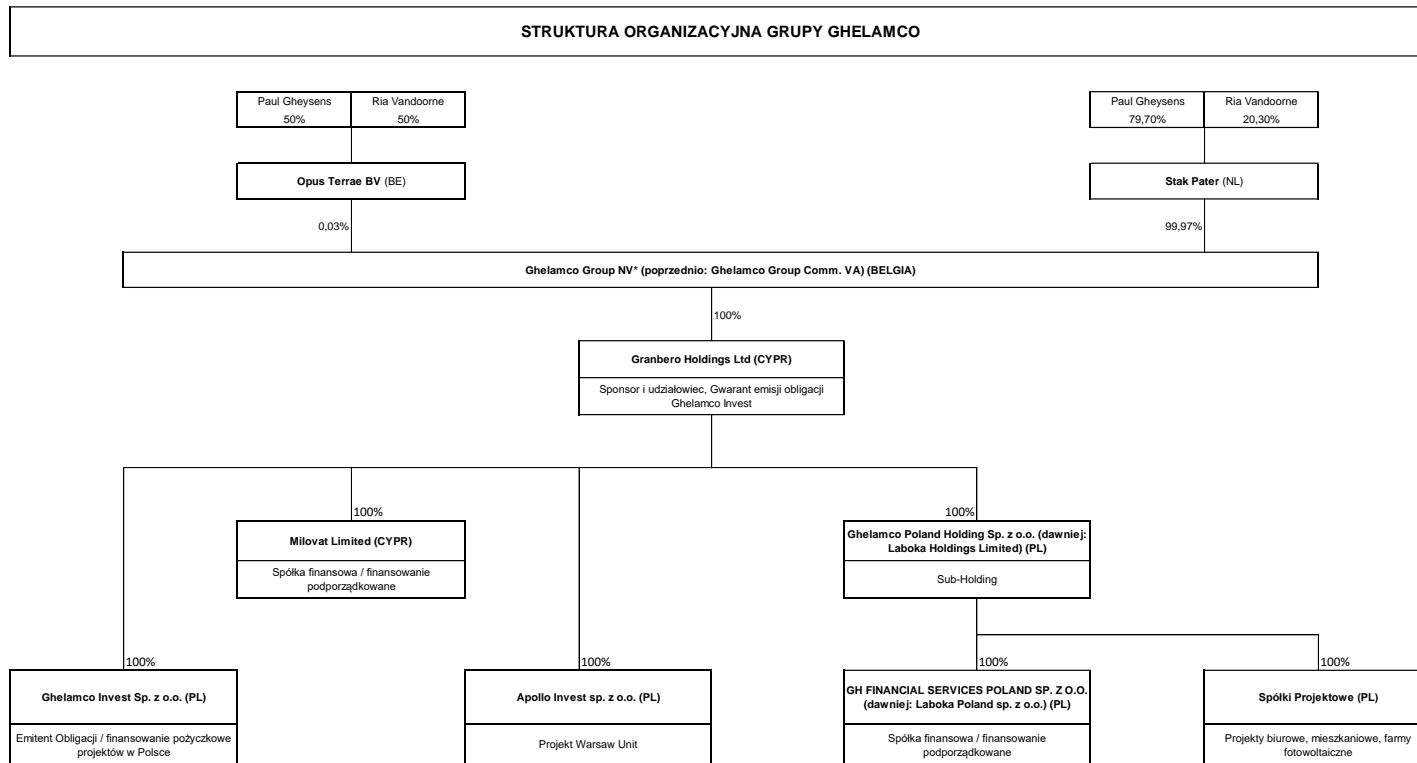 STRUKTURA ORGANIZACYJNA GRUPY GHELAMCO
Paul Gheysens
50%
Ria Vandoorne
50%
Paul Gheysens
79,70%
Ria Vandoorne
20,30%
Opus Terrae BV (BE)
Stak Pater (NL)
0,03%
99,97%
Ghelamco Group NV* (poprzednio: Ghelamco Group Comm. VA) (BELGIA)
100%
Granbero Holdings Ltd (CYPR)
Sponsor i udziałowiec, Gwarant emisji obligacji
Ghelamco Invest
100%
Milovat Limited (CYPR)
Spółka finansowa / finansowanie
podporządkowane
100%
Ghelamco Poland Holding Sp. z o.o. (dawniej:
Laboka Holdings Limited) (PL)
Sub-Holding
100%
Ghelamco Invest Sp. z o.o. (PL)
Emitent Obligacji / finansowanie pożyczkowe
projektów w Polsce
100%
Apollo Invest sp. z o.o. (PL)
Projekt Warsaw Unit
100%
GH FINANCIAL SERVICES POLAND SP. Z O.O.
(dawniej: Laboka Poland sp. z o.o.) (PL)
Spółka finansowa / finansowanie
podporządkowane
100%
Spółki Projektowe (PL)
Projekty biurowe, mieszkaniowe, farmy
fotowoltaiczne